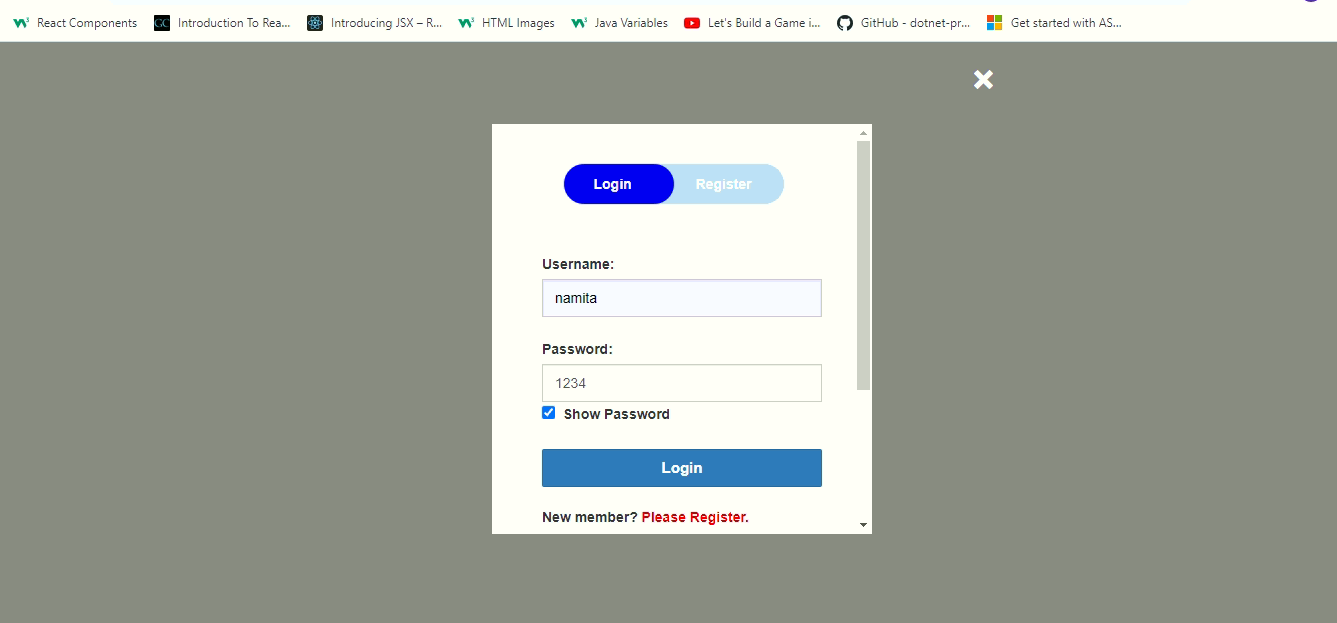 React Components Introduction To Rea... Introducing JSX – R... HTML Images Java Variables Let's Build a Game i... GitHub - dotnet-pr... Get started with AS...
Login Register
Username:
namita
Password:
1234
Show Password
Login
New member? Please Register.